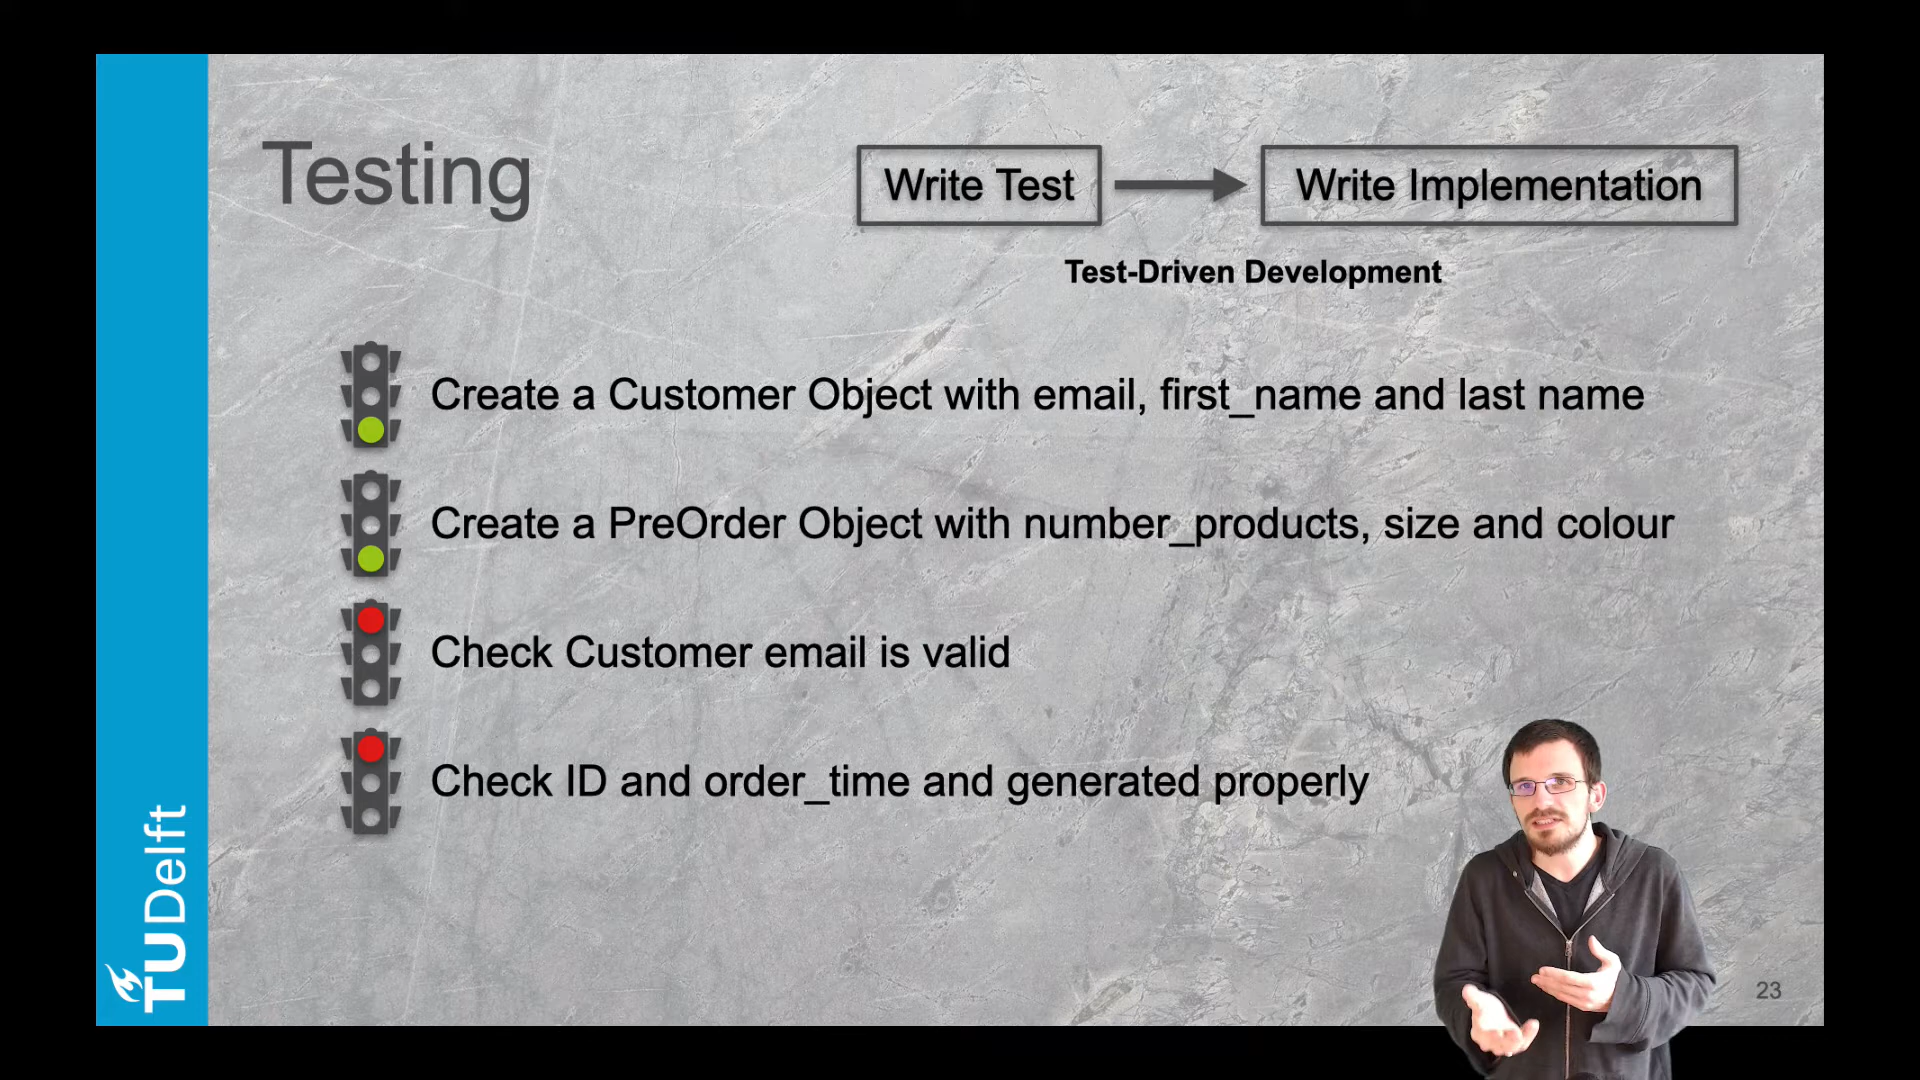 Testing
Write Test
Write Implementation
Test-Driven Development
Create a Customer Object with email, first_name and last name
Create a PreOrder Object with number_products, size and colour
Check Customer email is valid
Check ID and order_time and generated properly
TUDelft
23